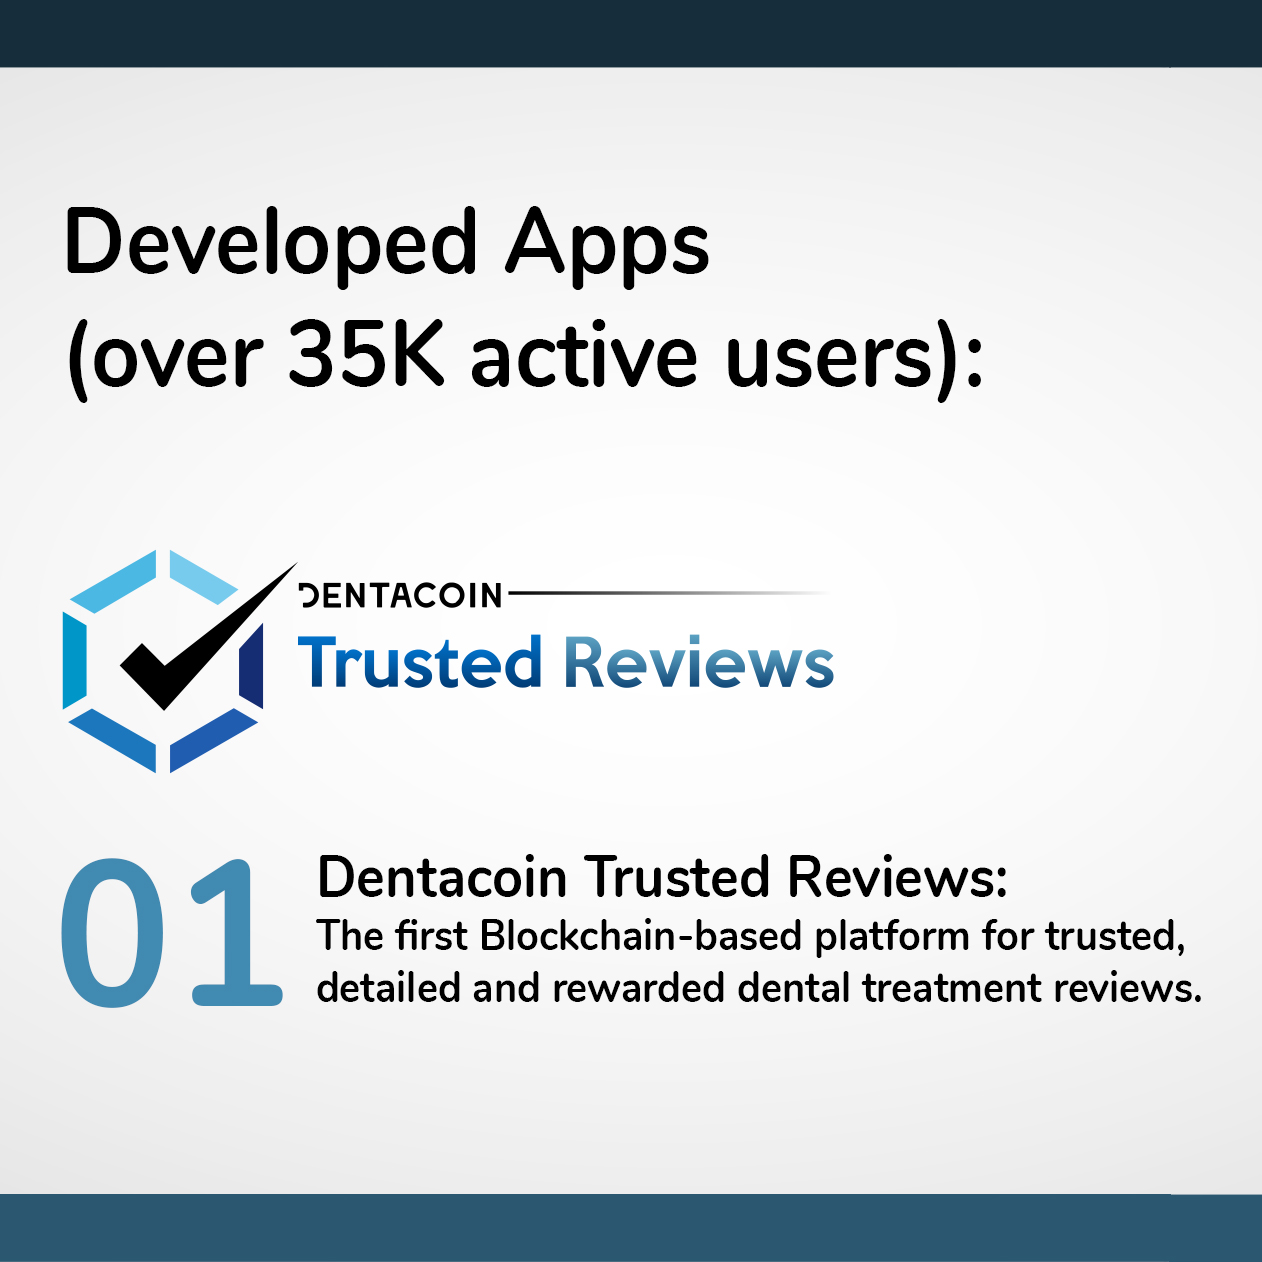 Developed Apps
(over 35K active users):
DENTACOIN
Trusted Reviews
01
Dentacoin Trusted Reviews:
The first Blockchain-based platform for trusted,
detailed and rewarded dental treatment reviews.